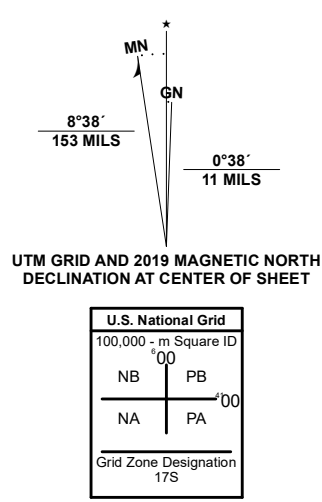 MN
GN
8°38´
153 MILS
0°38´
11 MILS
UTM GRID AND 2019 MAGNETIC NORTH
DECLINATION AT CENTER OF SHEET
U.S. National Grid
100,000 - m Square ID
600
NB PB
4100
NA PA
Grid Zone Designation
17S